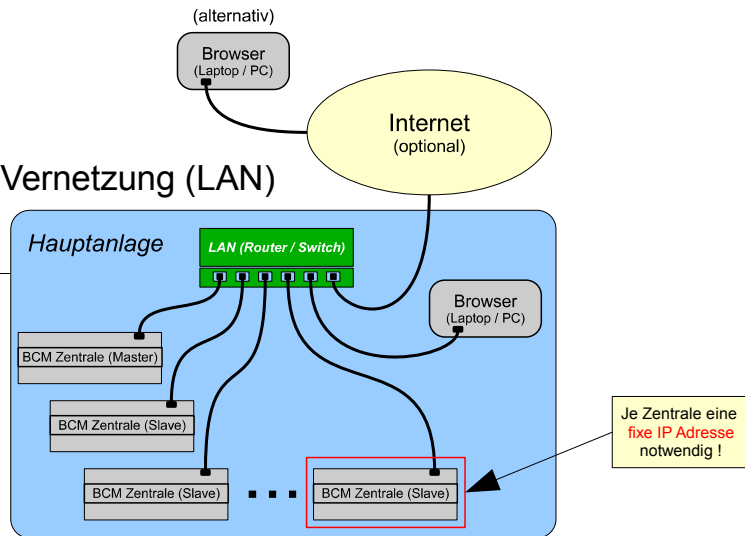 (alternativ)
Browser
(Laptop / PC)
Internet
(optional)
Vernetzung (LAN)
Hauptanlage
LAN (Router / Switch)
Browser
(Laptop / PC)
BCM Zentrale (Master)
BCM Zentrale (Slave)
BCM Zentrale (Slave)
BCM Zentrale (Slave)
Je Zentrale eine
fixe IP Adresse
notwendig !